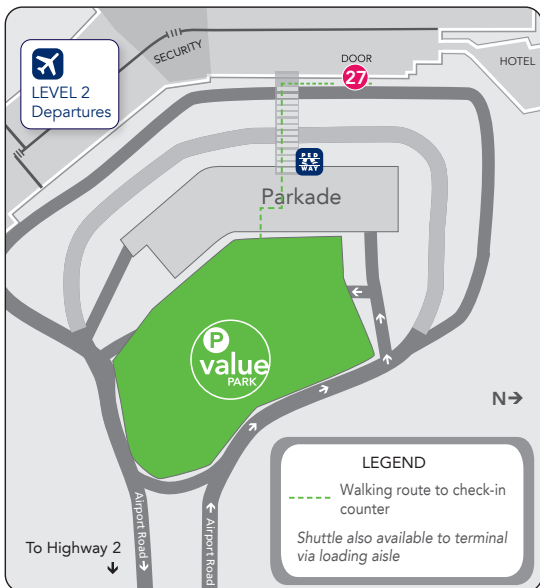 LEVEL 2
Departures
SECURITY
DOOR
27
HOTEL
PED
WAY
Parkade
P
value
PARK
N→
Airport Road →
Airport Road →
To Highway 2
↓
LEGEND
Walking route to check-in
counter
Shuttle also available to terminal
via loading aisle